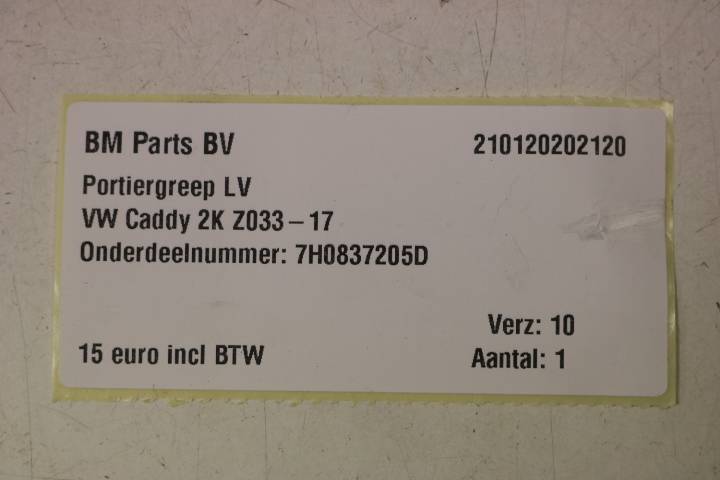 BM Parts BV 210120202120
Portiergreep LV
VW Caddy 2K Z033 – 17
Onderdeelnummer: 7H0837205D
Verz: 10
15 euro incl BTW Aantal: 1